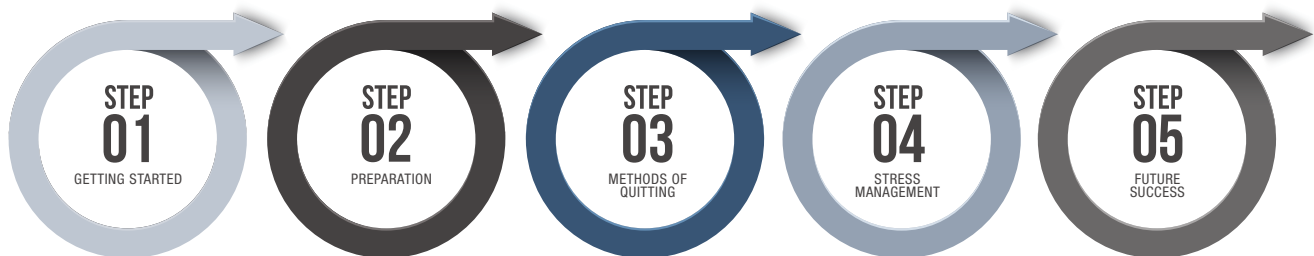 STEP
01
GETTING STARTED
STEP
02
PREPARATION
STEP
03
METHODS OF
QUITTING
STEP
04
STRESS
MANAGEMENT
STEP
05
FUTURE
SUCCESS